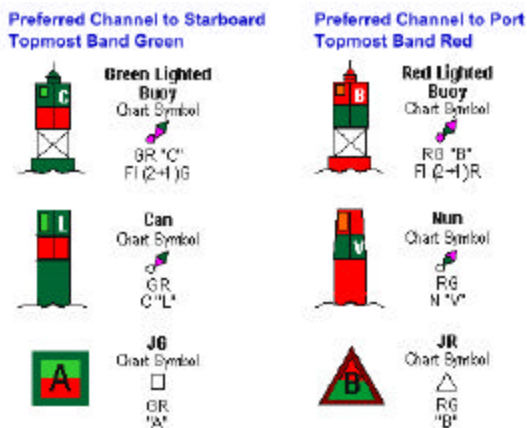 Preferred Channel to Starboard
Topmost Band Green
C
Green Lighted
Buoy
Chart Symbol
GR "C"
Fl (2+1)G
L
Can
Chart Symbol
GR
C "L"
A
JG
Chart Symbol
GR
"A"
Preferred Channel to Port
Topmost Band Red
B
Red Lighted
Buoy
Chart Symbol
RG "B"
Fl (2+1)R
V
Nun
Chart Symbol
RG
N "V"
B
JR
Chart Symbol
RG
"B"